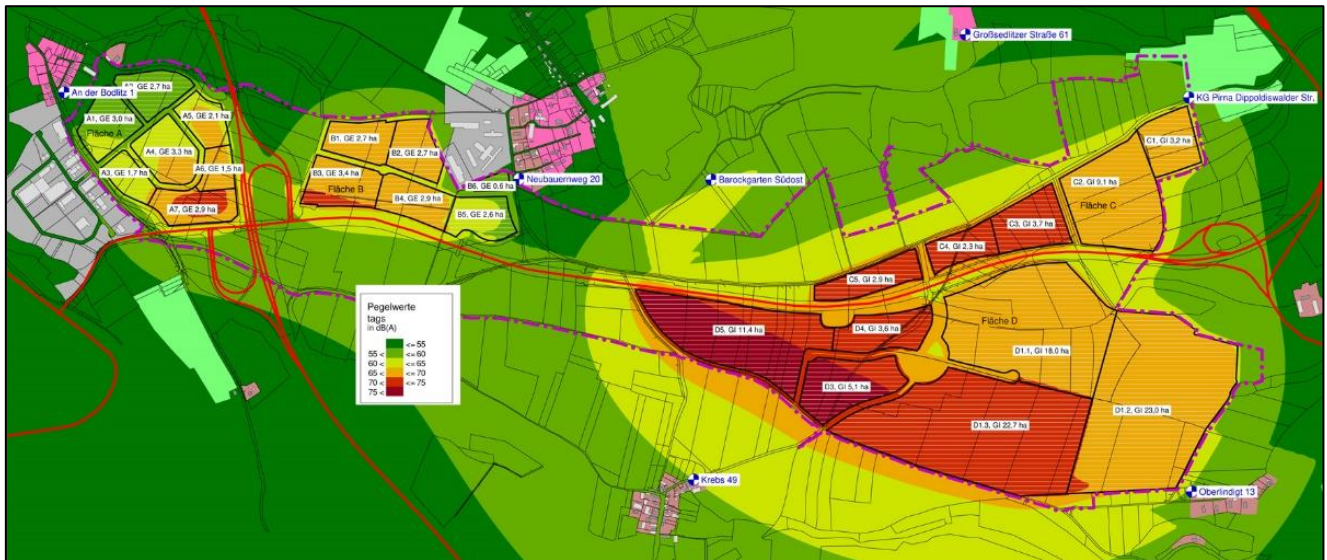 Großsedlitzer Straße 61
An der Bodlitz 1
A2, GE 2,7 ha
KG Pirna Dippoldiswalder Str.
A5, GE 2,1 ha
A1, GE 3,0 ha
Fläche A
B1, GE 2,7 ha
C1, GI 3,2 ha
A4, GE 3,3 ha
B2, GE 2,7 ha
A6, GE 1,5 ha
A3, GE 1,7 ha
B3, GE 3,4 ha
Neubauernweg 20
Barockgarten Südost
C2, GI 9,1 ha
B6, GE 0,6 ha
Fläche B
B4, GE 2,9 ha
Fläche C
A7, GE 2,9 ha
B5, GE 2,6 ha
C3, GI 3,7 ha
C4, GI 2,3 ha
C5, GI 2,9 ha
Pegelwerte
tags
in dB(A)
<= 55
55 < <= 60
60 < <= 65
65 < <= 70
70 < <= 75
75 <
Fläche D
D5, GI 11,4 ha
D4, GI 3,6 ha
D1.1, GI 18,0 ha
D3, GI 5,1 ha
D1.2, GI 23,0 ha
D1.3, GI 22,7 ha
Krebs 49
Oberlindigt 13